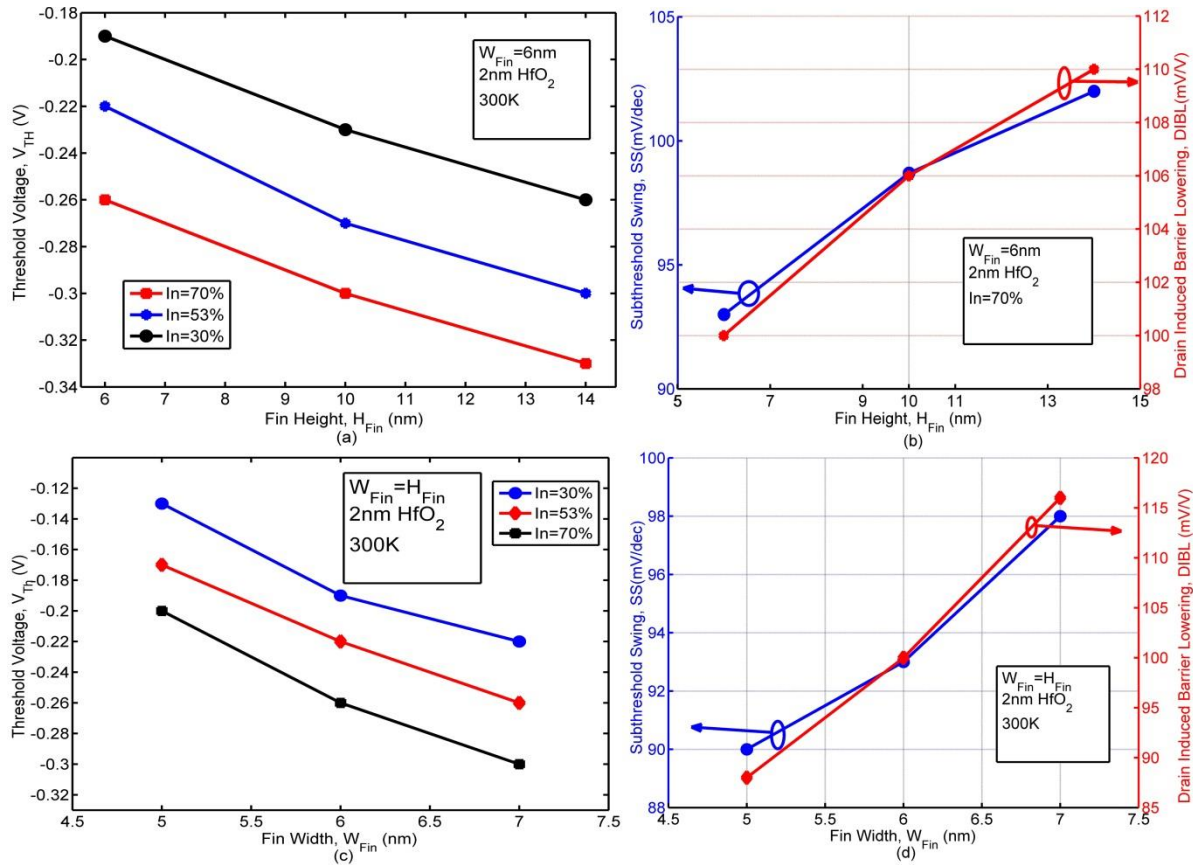 Threshold Voltage, V_TH (V)
-0.18
-0.2
-0.22
-0.24
-0.26
-0.28
-0.3
-0.32
-0.34
W_Fin=6nm
2nm HfO_2
300K
In=70%
In=53%
In=30%
6 7 8 9 10 11 12 13 14
Fin Height, H_Fin (nm)
(a)
Subthreshold Swing, SS(mV/dec)
105
100
95
90
W_Fin=6nm
2nm HfO_2
In=70%
5 7 9 10 11 13 15
Fin Height, H_Fin (nm)
(b)
112
110
108
106
104
102
100
98
Drain Induced Barrier Lowering, DIBL(mV/V)
Threshold Voltage, V_Th (V)
-0.12
-0.14
-0.16
-0.18
-0.2
-0.22
-0.24
-0.26
-0.28
-0.3
-0.32
W_Fin=H_Fin
2nm HfO_2
300K
In=30%
In=53%
In=70%
4.5 5 5.5 6 6.5 7 7.5
Fin Width, W_Fin (nm)
(c)
Subthreshold Swing, SS(mV/dec)
100
98
96
94
92
90
88
W_Fin=H_Fin
2nm HfO_2
300K
4.5 5 5.5 6 6.5 7 7.5
Fin Width, W_Fin (nm)
(d)
120
115
110
105
100
95
90
85
Drain Induced Barrier Lowering, DIBL (mV/V)